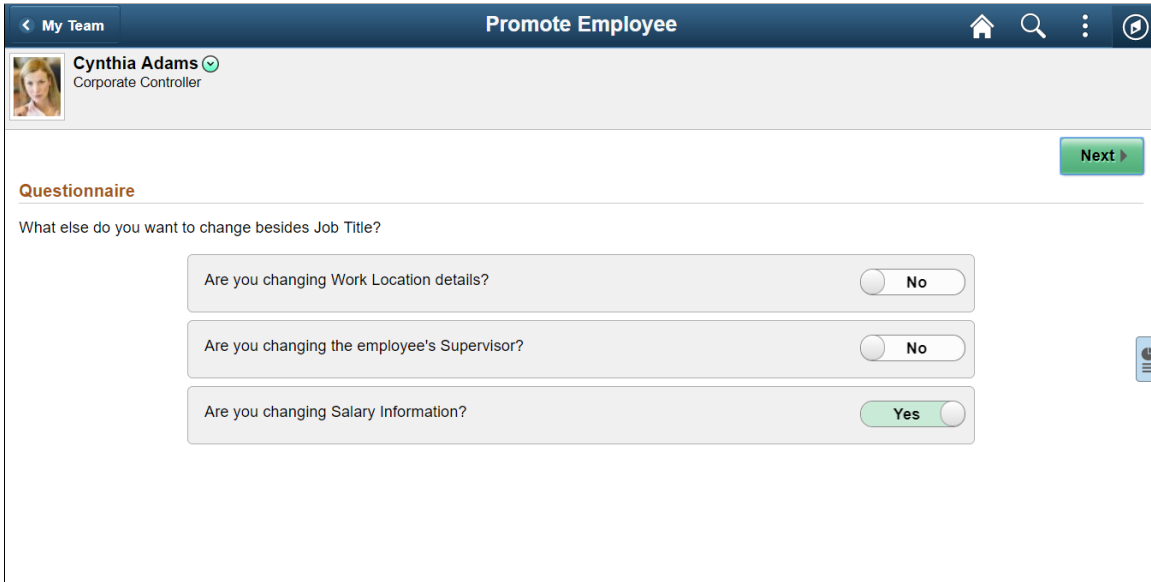 My Team
Promote Employee
Cynthia Adams
Corporate Controller
Next
Questionnaire
What else do you want to change besides Job Title?
Are you changing Work Location details?
No
Are you changing the employee's Supervisor?
No
Are you changing Salary Information?
Yes